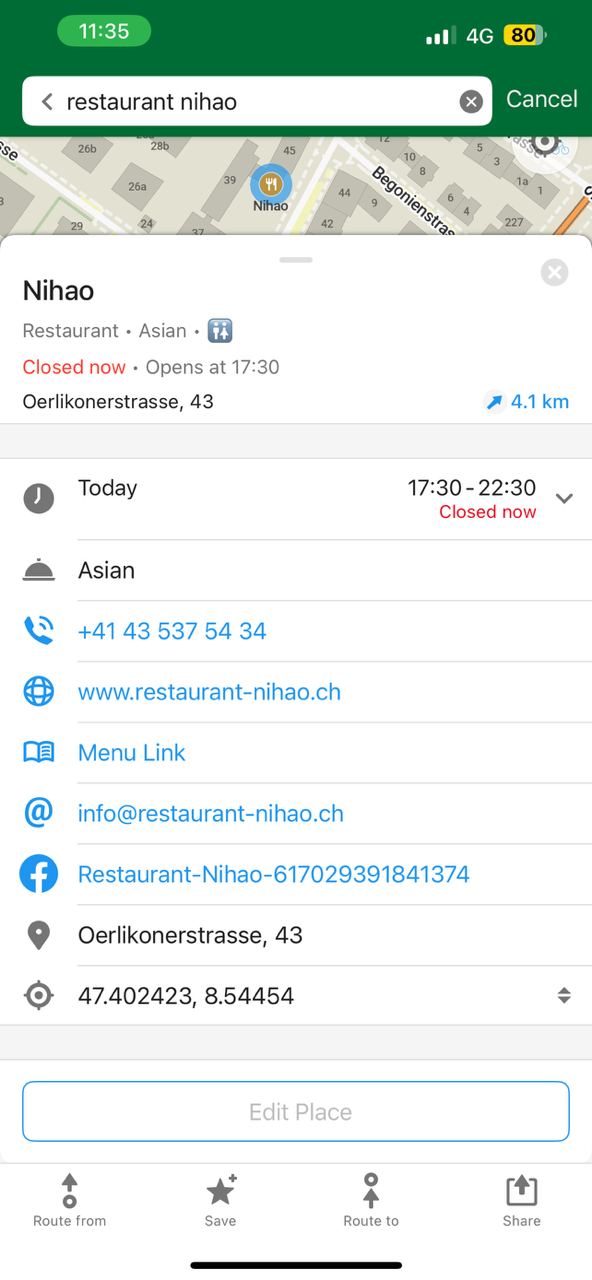 11:35
4G 80
restaurant nihao
Cancel
26b
28b
45
12
10
5
3
8
1a
1
26a
39
44
9
6
4
Begonienstras
Nihao
29
24
37
42
227
Nihao
Restaurant • Asian •
Closed now • Opens at 17:30
Oerlikonerstrasse, 43
4.1 km
Today
17:30-22:30
Closed now
Asian
+41 43 537 54 34
www.restaurant-nihao.ch
Menu Link
info@restaurant-nihao.ch
Restaurant-Nihao-617029391841374
Oerlikonerstrasse, 43
47.402423, 8.54454
Edit Place
Route from
Save
Route to
Share